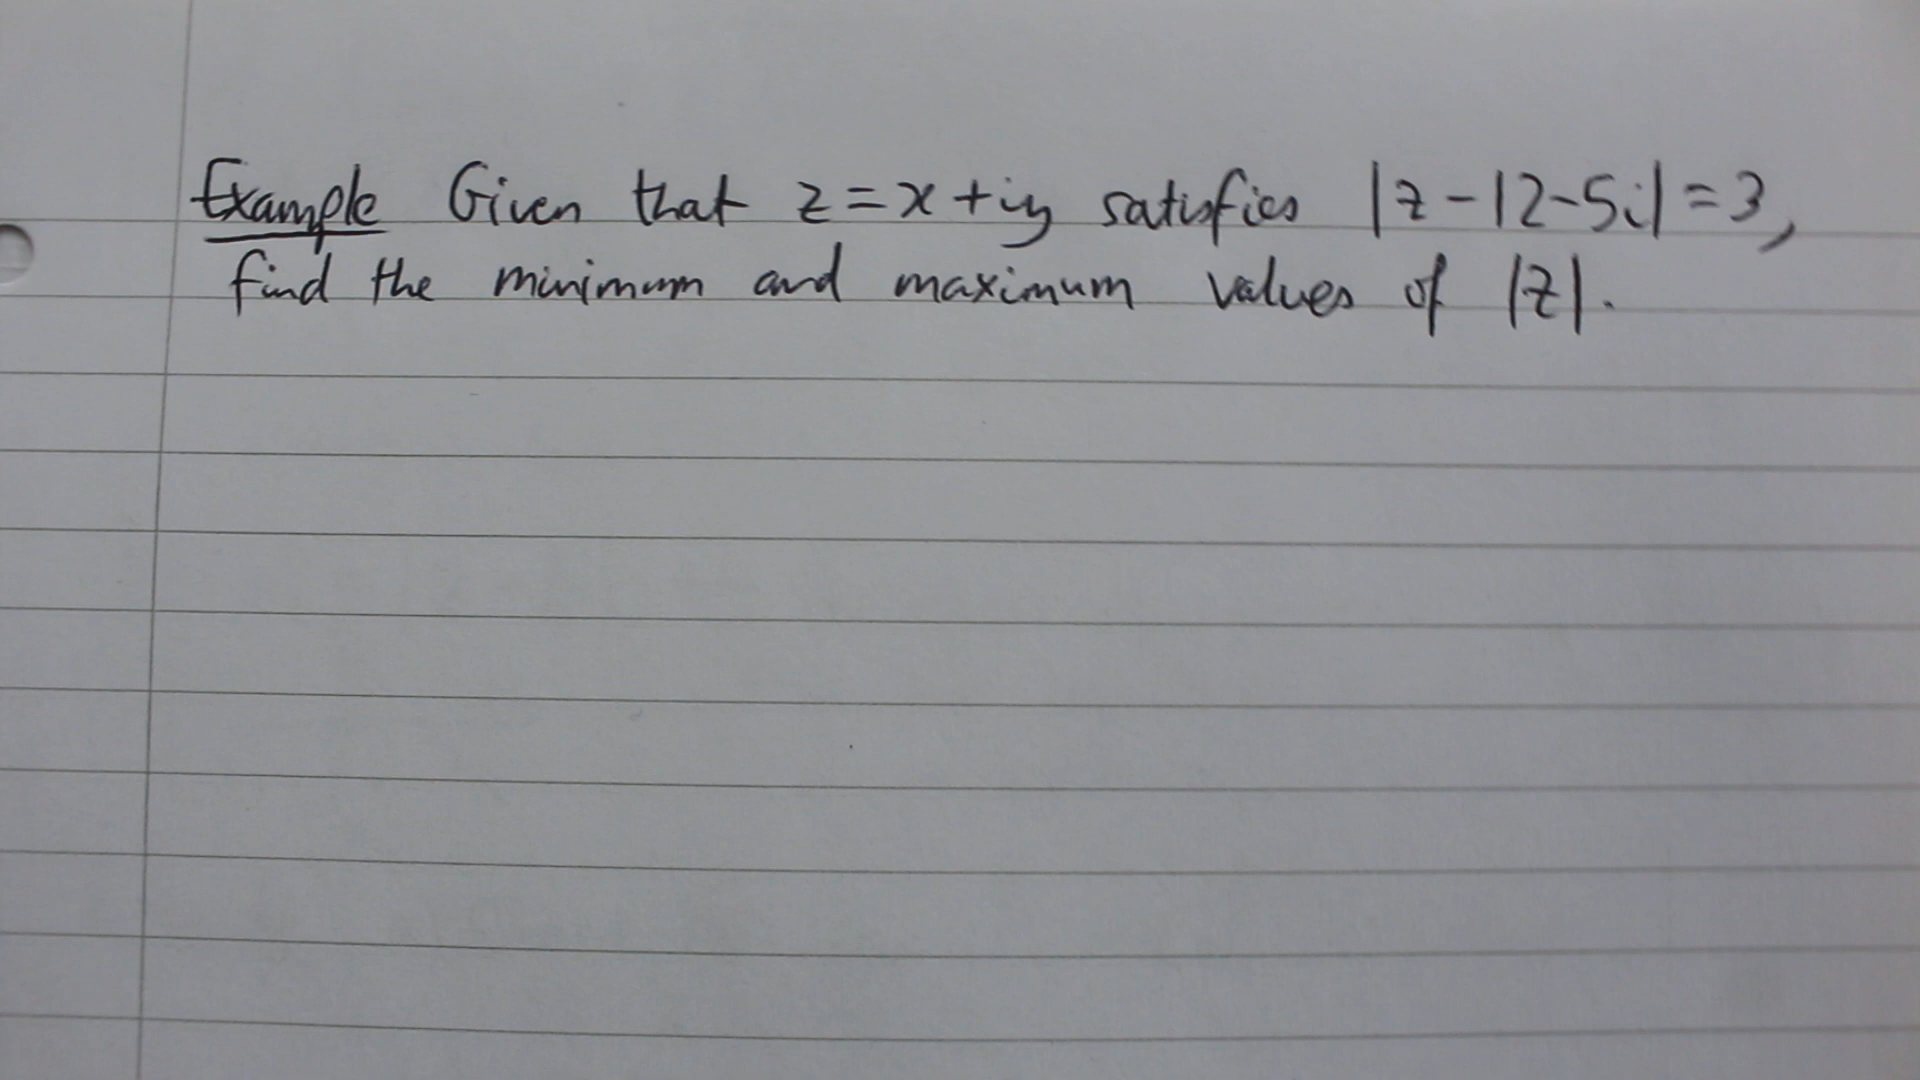 Example Given that z = x + iy satisfies |z - 12 - 5i| = 3,
find the minimum and maximum values of |z|.